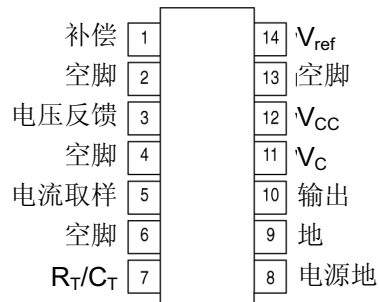 补偿 1 14 Vref
空脚 2 13 空脚
电压反馈 3 12 VCC
空脚 4 11 VC
电流取样 5 10 输出
空脚 6 9 地
RT/CT 7 8 电源地